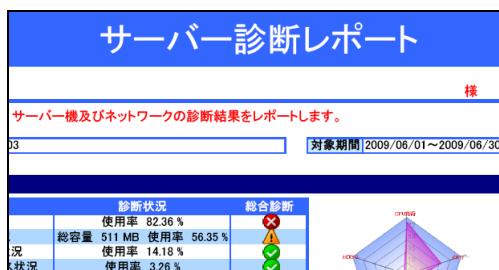 サーバー診断レポート
様
サーバー機及びネットワークの診断結果をレポートします。
03 対象期間 2009/06/01～2009/06/30
診断状況 総合診断
使用率 82.36 %
総容量 511 MB 使用率 56.35 %
況 使用率 14.18 %
ス状況 使用率 3.26 %